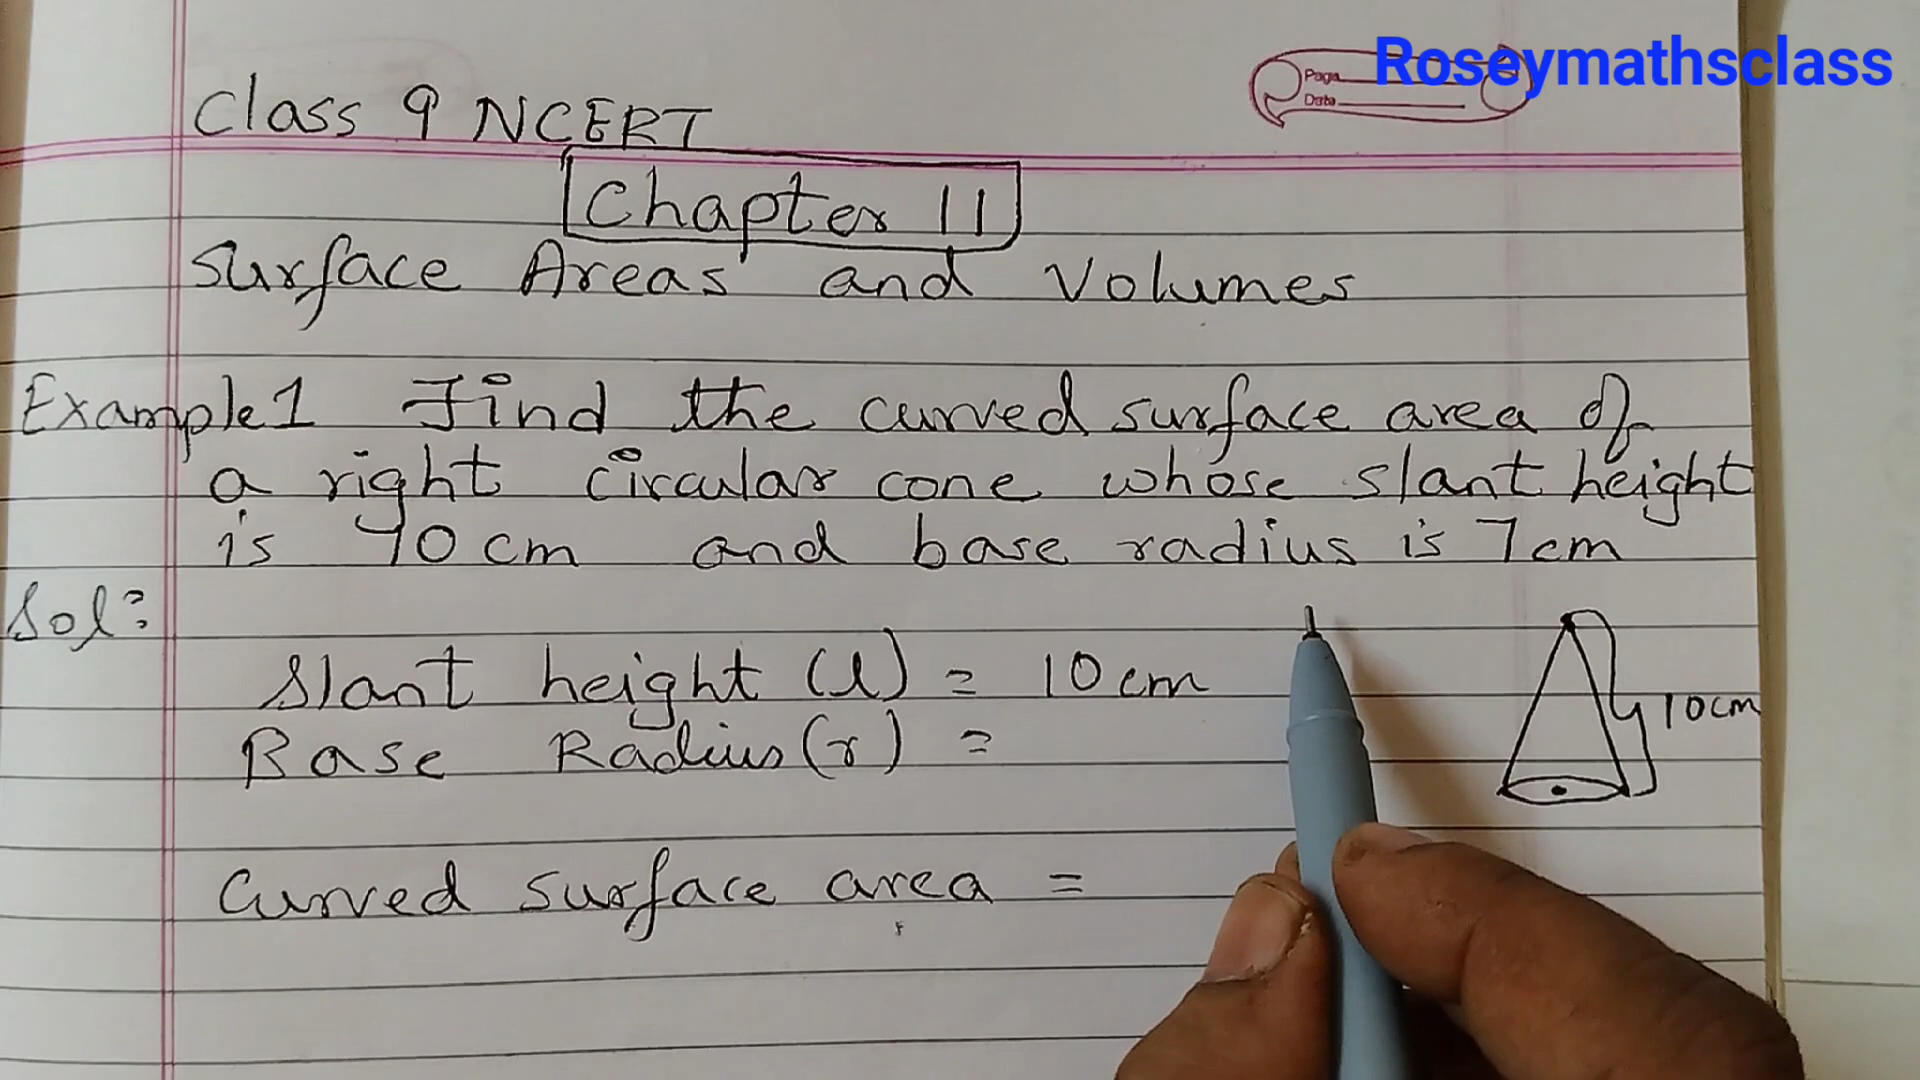 Roseymathsclass
Page
Date
Class 9 NCERT
Chapter 11
Surface Areas and Volumes
Example 1 Find the curved surface area of
a right circular cone whose slant height
is 10 cm and base radius is 7cm
Sol:
Slant height (l) = 10 cm
Base Radius (r) =
10cm
Curved surface area =